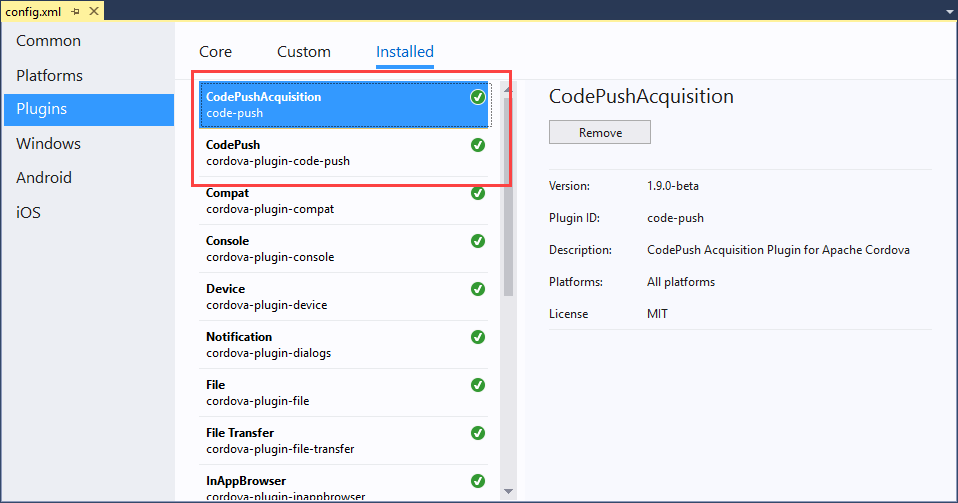 config.xml
Common
Platforms
Plugins
Windows
Android
iOS
Core Custom Installed
CodePushAcquisition
code-push
CodePush
cordova-plugin-code-push
Compat
cordova-plugin-compat
Console
cordova-plugin-console
Device
cordova-plugin-device
Notification
cordova-plugin-dialogs
File
cordova-plugin-file
File Transfer
cordova-plugin-file-transfer
InAppBrowser
cordova-plugin-inappbrowser
CodePushAcquisition
Remove
Version: 1.9.0-beta
Plugin ID: code-push
Description: CodePush Acquisition Plugin for Apache Cordova
Platforms: All platforms
License MIT